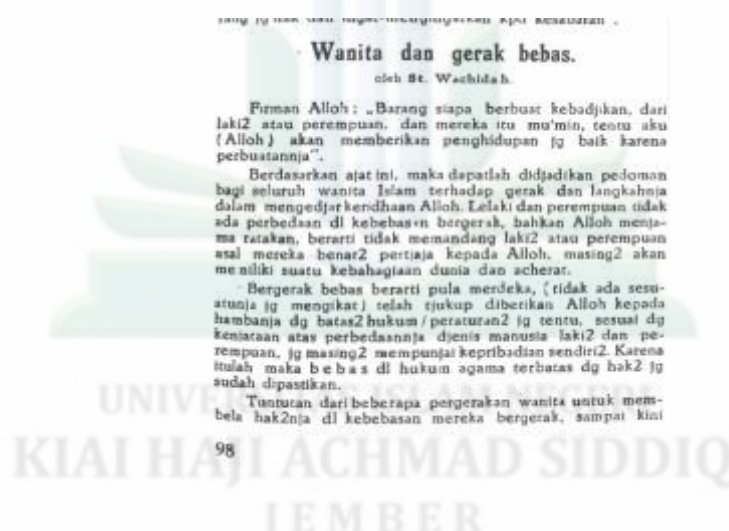 Wanita dan gerak bebas.
oleh St. Wachidah.
Firman Alloh: „Barang siapa berbuat kebadjikan, dari
laki2 atau perempuan, dan mereka itu mu'min, tentu aku
(Alloh) akan memberikan penghidupan jg baik karena
perbuatannja".
Berdasarkan ajat ini, maka dapatlah didjadikan pedoman
bagi seluruh wanita Islam terhadap gerak dan langkahnja
dalam mengedjar keridhaan Alloh. Lelaki dan perempuan tidak
ada perbedaan dl kebebasan bergerak, bahkan Alloh menja-
ma ratakan, berarti tidak memandang laki2 atau perempuan
asal mereka benar2 pertjaja kepada Alloh, masing2 akan
memiliki suatu kebahagiaan dunia dan acherat.
Bergerak bebas berarti pula merdeka, (tidak ada sesu-
atunja jg mengikat) telah tjukup diberikan Alloh kepada
hambanja dg batas2 hukum/peraturan2 jg tentu, sesuai dg
kenjataan atas perbedaannja djenis manusia laki2 dan pe-
rempuan, jg masing2 mempunjai kepribadian sendiri2. Karena
itulah maka bebas dl hukum agama terbatas dg hak2 jg
sudah dipastikan.
Tuntutan dari beberapa pergerakan wanita untuk mem-
bela hak2nja dl kebebasan mereka bergerak, sampai kini
98
KIAI HAJI ACHMAD SIDDIQ
JEMBER